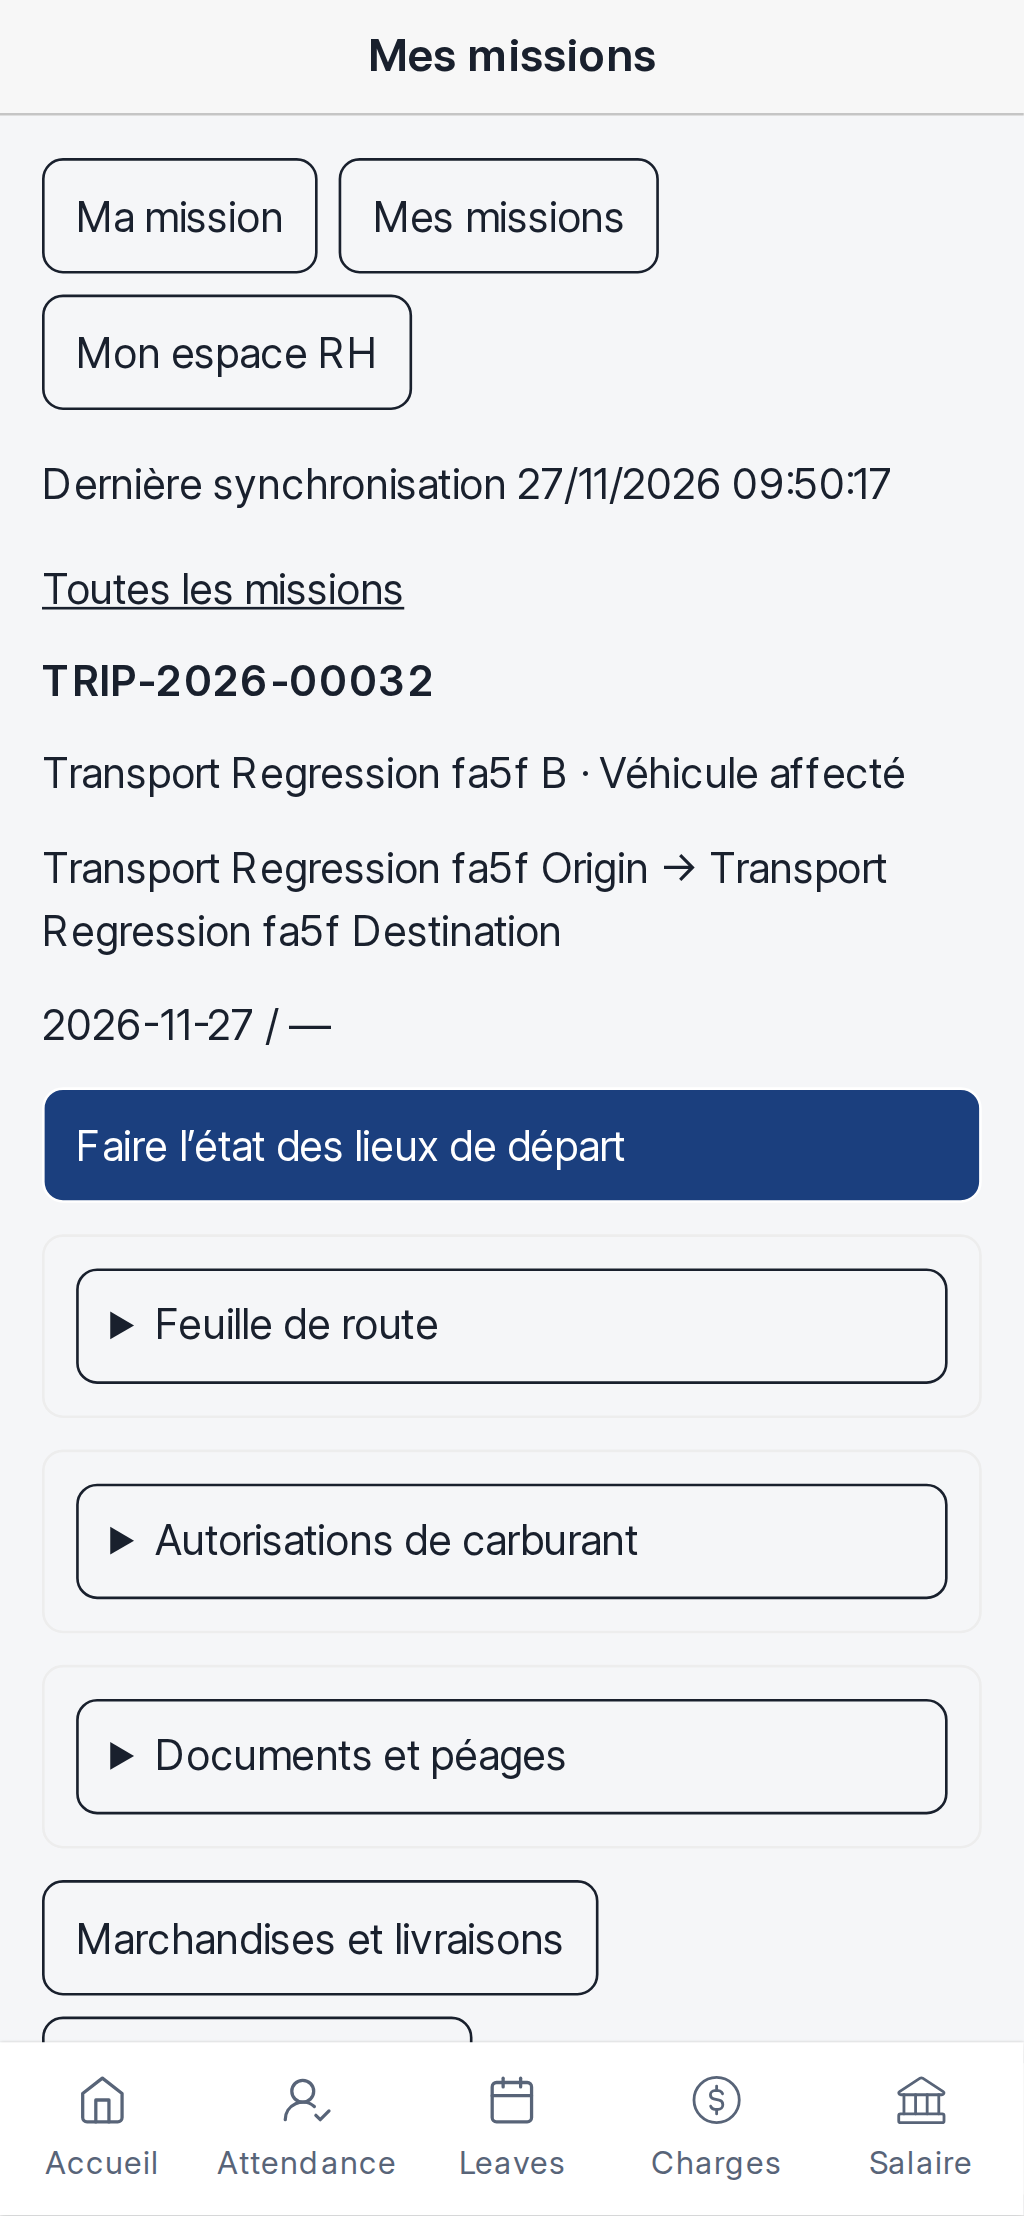 Mes missions
Ma mission
Mes missions
Mon espace RH
Dernière synchronisation 27/11/2026 09:50:17
Toutes les missions
TRIP-2026-00032
Transport Regression fa5f B · Véhicule affecté
Transport Regression fa5f Origin → Transport
Regression fa5f Destination
2026-11-27 / —
Faire l’état des lieux de départ
Feuille de route
Autorisations de carburant
Documents et péages
Marchandises et livraisons
Accueil
Attendance
Leaves
Charges
Salaire